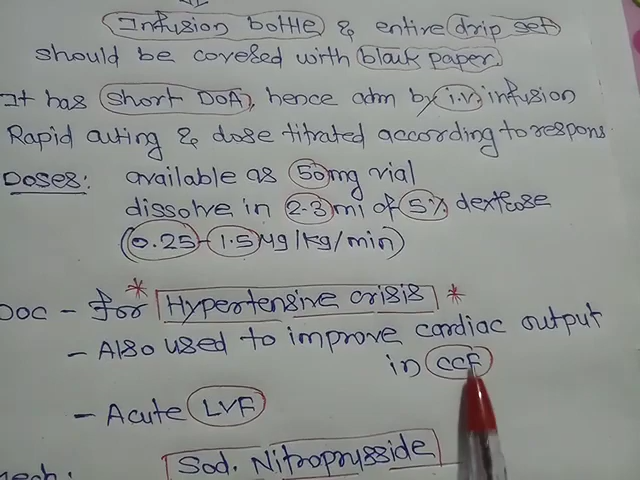 Infusion bottle & entire drip set
should be covered with black paper
It has short DOA, hence adm by i.v. infusion
Rapid acting & dose titrated according to respons
Doses: available as 50mg vial
dissolve in 2-3 ml of 5% dextrose
(0.25 - 1.5 µg/kg/min)
DOC - for * Hypertensive crisis *
- Also used to improve cardiac output
in CCF
- Acute LVF
Sod. Nitroprusside